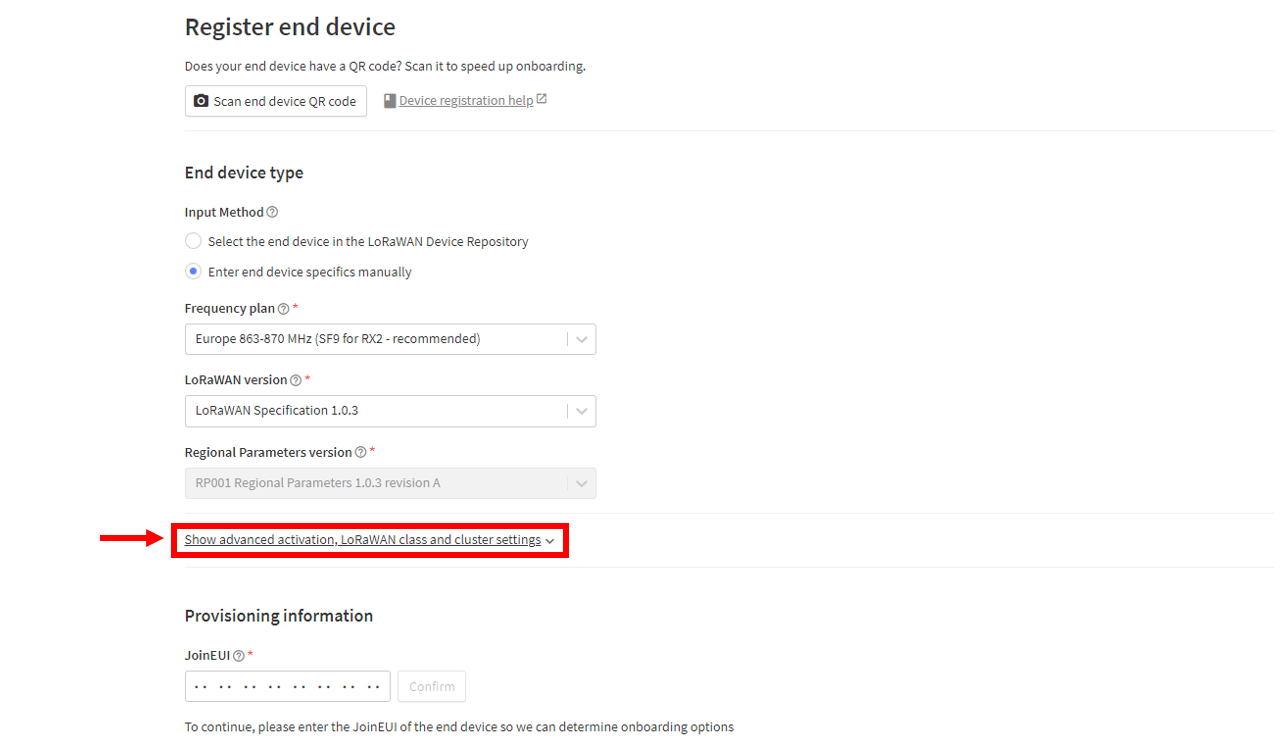 Register end device
Does your end device have a QR code? Scan it to speed up onboarding.
Scan end device QR code Device registration help
End device type
Input Method
Select the end device in the LoRaWAN Device Repository
Enter end device specifics manually
Frequency plan *
Europe 863-870 MHz (SF9 for RX2 - recommended)
LoRaWAN version *
LoRaWAN Specification 1.0.3
Regional Parameters version *
RP001 Regional Parameters 1.0.3 revision A
Show advanced activation, LoRaWAN class and cluster settings
Provisioning information
JoinEUI *
·· ·· ·· ·· ·· ·· ·· ·· Confirm
To continue, please enter the JoinEUI of the end device so we can determine onboarding options